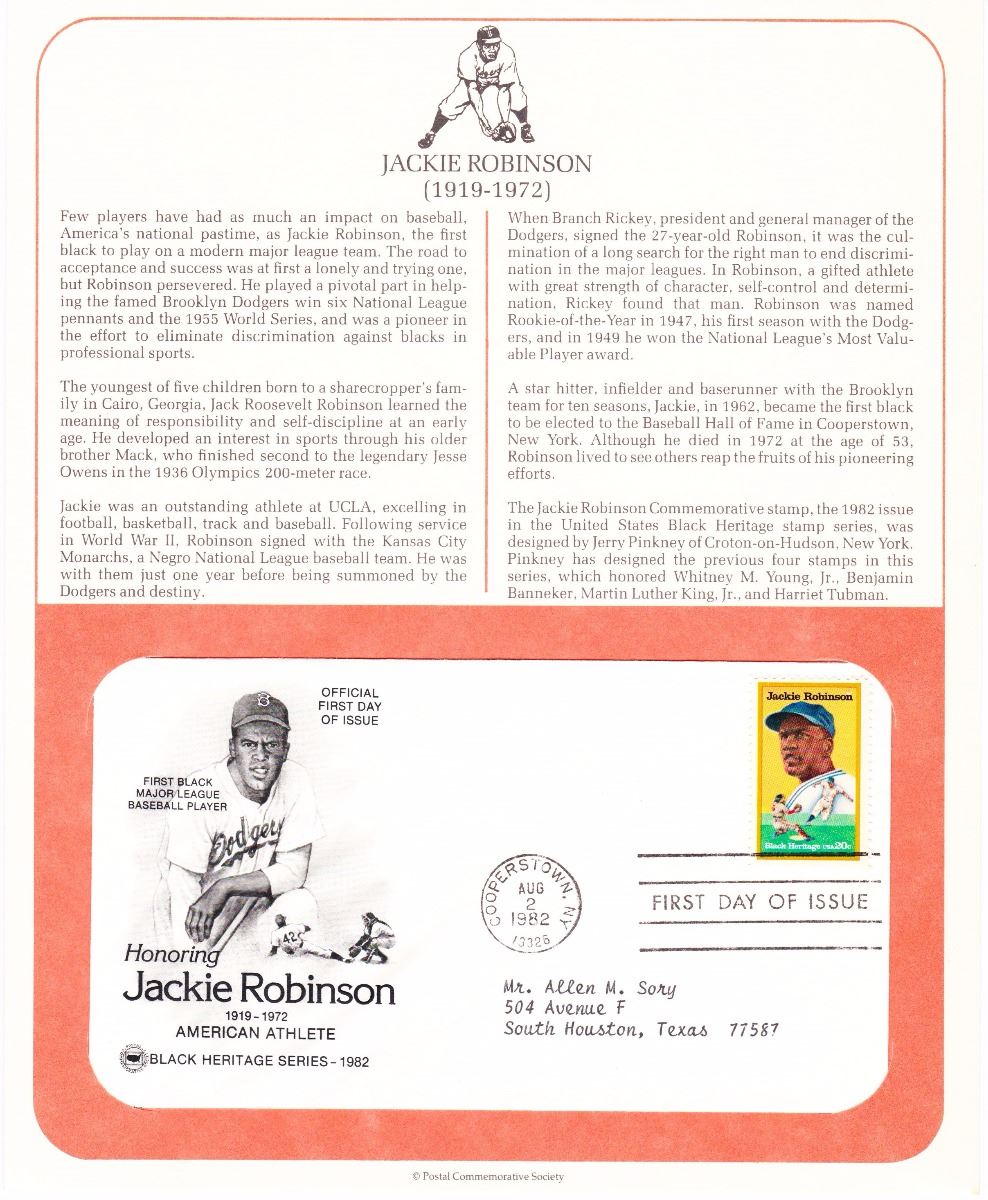 JACKIE ROBINSON
(1919-1972)
Few players have had as much an impact on baseball,
America's national pastime, as Jackie Robinson, the first
black to play on a modern major league team. The road to
acceptance and success was at first a lonely and trying one,
but Robinson persevered. He played a pivotal part in help-
ing the famed Brooklyn Dodgers win six National League
pennants and the 1955 World Series, and was a pioneer in
the effort to eliminate discrimination against blacks in
professional sports.
The youngest of five children born to a sharecropper's fam-
ily in Cairo, Georgia, Jack Roosevelt Robinson learned the
meaning of responsibility and self-discipline at an early
age. He developed an interest in sports through his older
brother Mack, who finished second to the legendary Jesse
Owens in the 1936 Olympics 200-meter race.
Jackie was an outstanding athlete at UCLA, excelling in
football, basketball, track and baseball. Following service
in World War II, Robinson signed with the Kansas City
Monarchs, a Negro National League baseball team. He was
with them just one year before being summoned by the
Dodgers and destiny.
When Branch Rickey, president and general manager of the
Dodgers, signed the 27-year-old Robinson, it was the cul-
mination of a long search for the right man to end discrimi-
nation in the major leagues. In Robinson, a gifted athlete
with great strength of character, self-control and determi-
nation, Rickey found that man. Robinson was named
Rookie-of-the-Year in 1947, his first season with the Dodg-
ers, and in 1949 he won the National League's Most Valu-
able Player award.
A star hitter, infielder and baserunner with the Brooklyn
team for ten seasons, Jackie, in 1962, became the first black
to be elected to the Baseball Hall of Fame in Cooperstown,
New York. Although he died in 1972 at the age of 53,
Robinson lived to see others reap the fruits of his pioneering
efforts.
The Jackie Robinson Commemorative stamp, the 1982 issue
in the United States Black Heritage stamp series, was
designed by Jerry Pinkney of Croton-on-Hudson, New York.
Pinkney has designed the previous four stamps in this
series, which honored Whitney M. Young, Jr., Benjamin
Banneker, Martin Luther King, Jr., and Harriet Tubman.
OFFICIAL
FIRST DAY
OF ISSUE
B
FIRST BLACK
MAJOR LEAGUE
BASEBALL PLAYER
Dodgers
42
Honoring
Jackie Robinson
1919-1972
AMERICAN ATHLETE
BLACK HERITAGE SERIES-1982
Jackie Robinson
Black Heritage USA 20c
COOPERSTOWN, NY
AUG
2
1982
13326
FIRST DAY OF ISSUE
Mr. Allen M. Sory
504 Avenue F
South Houston, Texas 77587
© Postal Commemorative Society